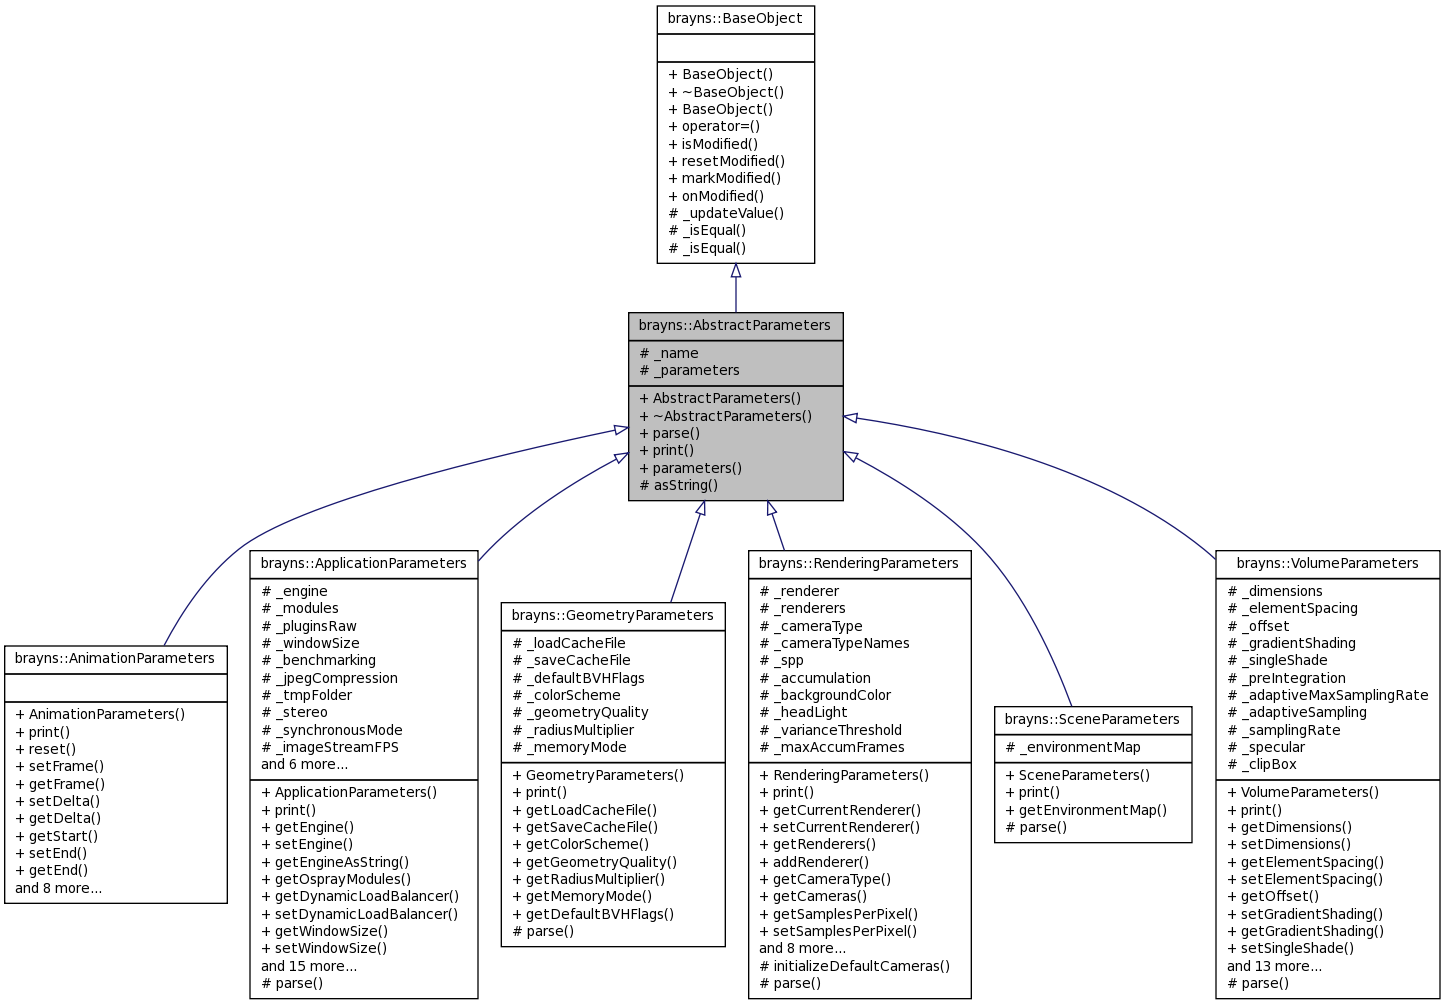 brayns::BaseObject
+ BaseObject()
+ ~BaseObject()
+ BaseObject()
+ operator=()
+ isModified()
+ resetModified()
+ markModified()
+ onModified()
# _updateValue()
# _isEqual()
# _isEqual()
brayns::AbstractParameters
# _name
# _parameters
+ AbstractParameters()
+ ~AbstractParameters()
+ parse()
+ print()
+ parameters()
# asString()
brayns::AnimationParameters
+ AnimationParameters()
+ print()
+ reset()
+ setFrame()
+ getFrame()
+ setDelta()
+ getDelta()
+ getStart()
+ setEnd()
+ getEnd()
and 8 more...
brayns::ApplicationParameters
# _engine
# _modules
# _pluginsRaw
# _windowSize
# _benchmarking
# _jpegCompression
# _tmpFolder
# _stereo
# _synchronousMode
# _imageStreamFPS
and 6 more...
+ ApplicationParameters()
+ print()
+ getEngine()
+ setEngine()
+ getEngineAsString()
+ getOsprayModules()
+ getDynamicLoadBalancer()
+ setDynamicLoadBalancer()
+ getWindowSize()
+ setWindowSize()
and 15 more...
# parse()
brayns::GeometryParameters
# _loadCacheFile
# _saveCacheFile
# _defaultBVHFlags
# _colorScheme
# _geometryQuality
# _radiusMultiplier
# _memoryMode
+ GeometryParameters()
+ print()
+ getLoadCacheFile()
+ getSaveCacheFile()
+ getColorScheme()
+ getGeometryQuality()
+ getRadiusMultiplier()
+ getMemoryMode()
+ getDefaultBVHFlags()
# parse()
brayns::RenderingParameters
# _renderer
# _renderers
# _cameraType
# _cameraTypeNames
# _spp
# _accumulation
# _backgroundColor
# _headLight
# _varianceThreshold
# _maxAccumFrames
+ RenderingParameters()
+ print()
+ getCurrentRenderer()
+ setCurrentRenderer()
+ getRenderers()
+ addRenderer()
+ getCameraType()
+ getCameras()
+ getSamplesPerPixel()
+ setSamplesPerPixel()
and 8 more...
# initializeDefaultCameras()
# parse()
brayns::SceneParameters
# _environmentMap
+ SceneParameters()
+ print()
+ getEnvironmentMap()
# parse()
brayns::VolumeParameters
# _dimensions
# _elementSpacing
# _offset
# _gradientShading
# _singleShade
# _preIntegration
# _adaptiveMaxSamplingRate
# _adaptiveSampling
# _samplingRate
# _specular
# _clipBox
+ VolumeParameters()
+ print()
+ getDimensions()
+ setDimensions()
+ getElementSpacing()
+ setElementSpacing()
+ getOffset()
+ setGradientShading()
+ getGradientShading()
+ setSingleShade()
and 13 more...
# parse()